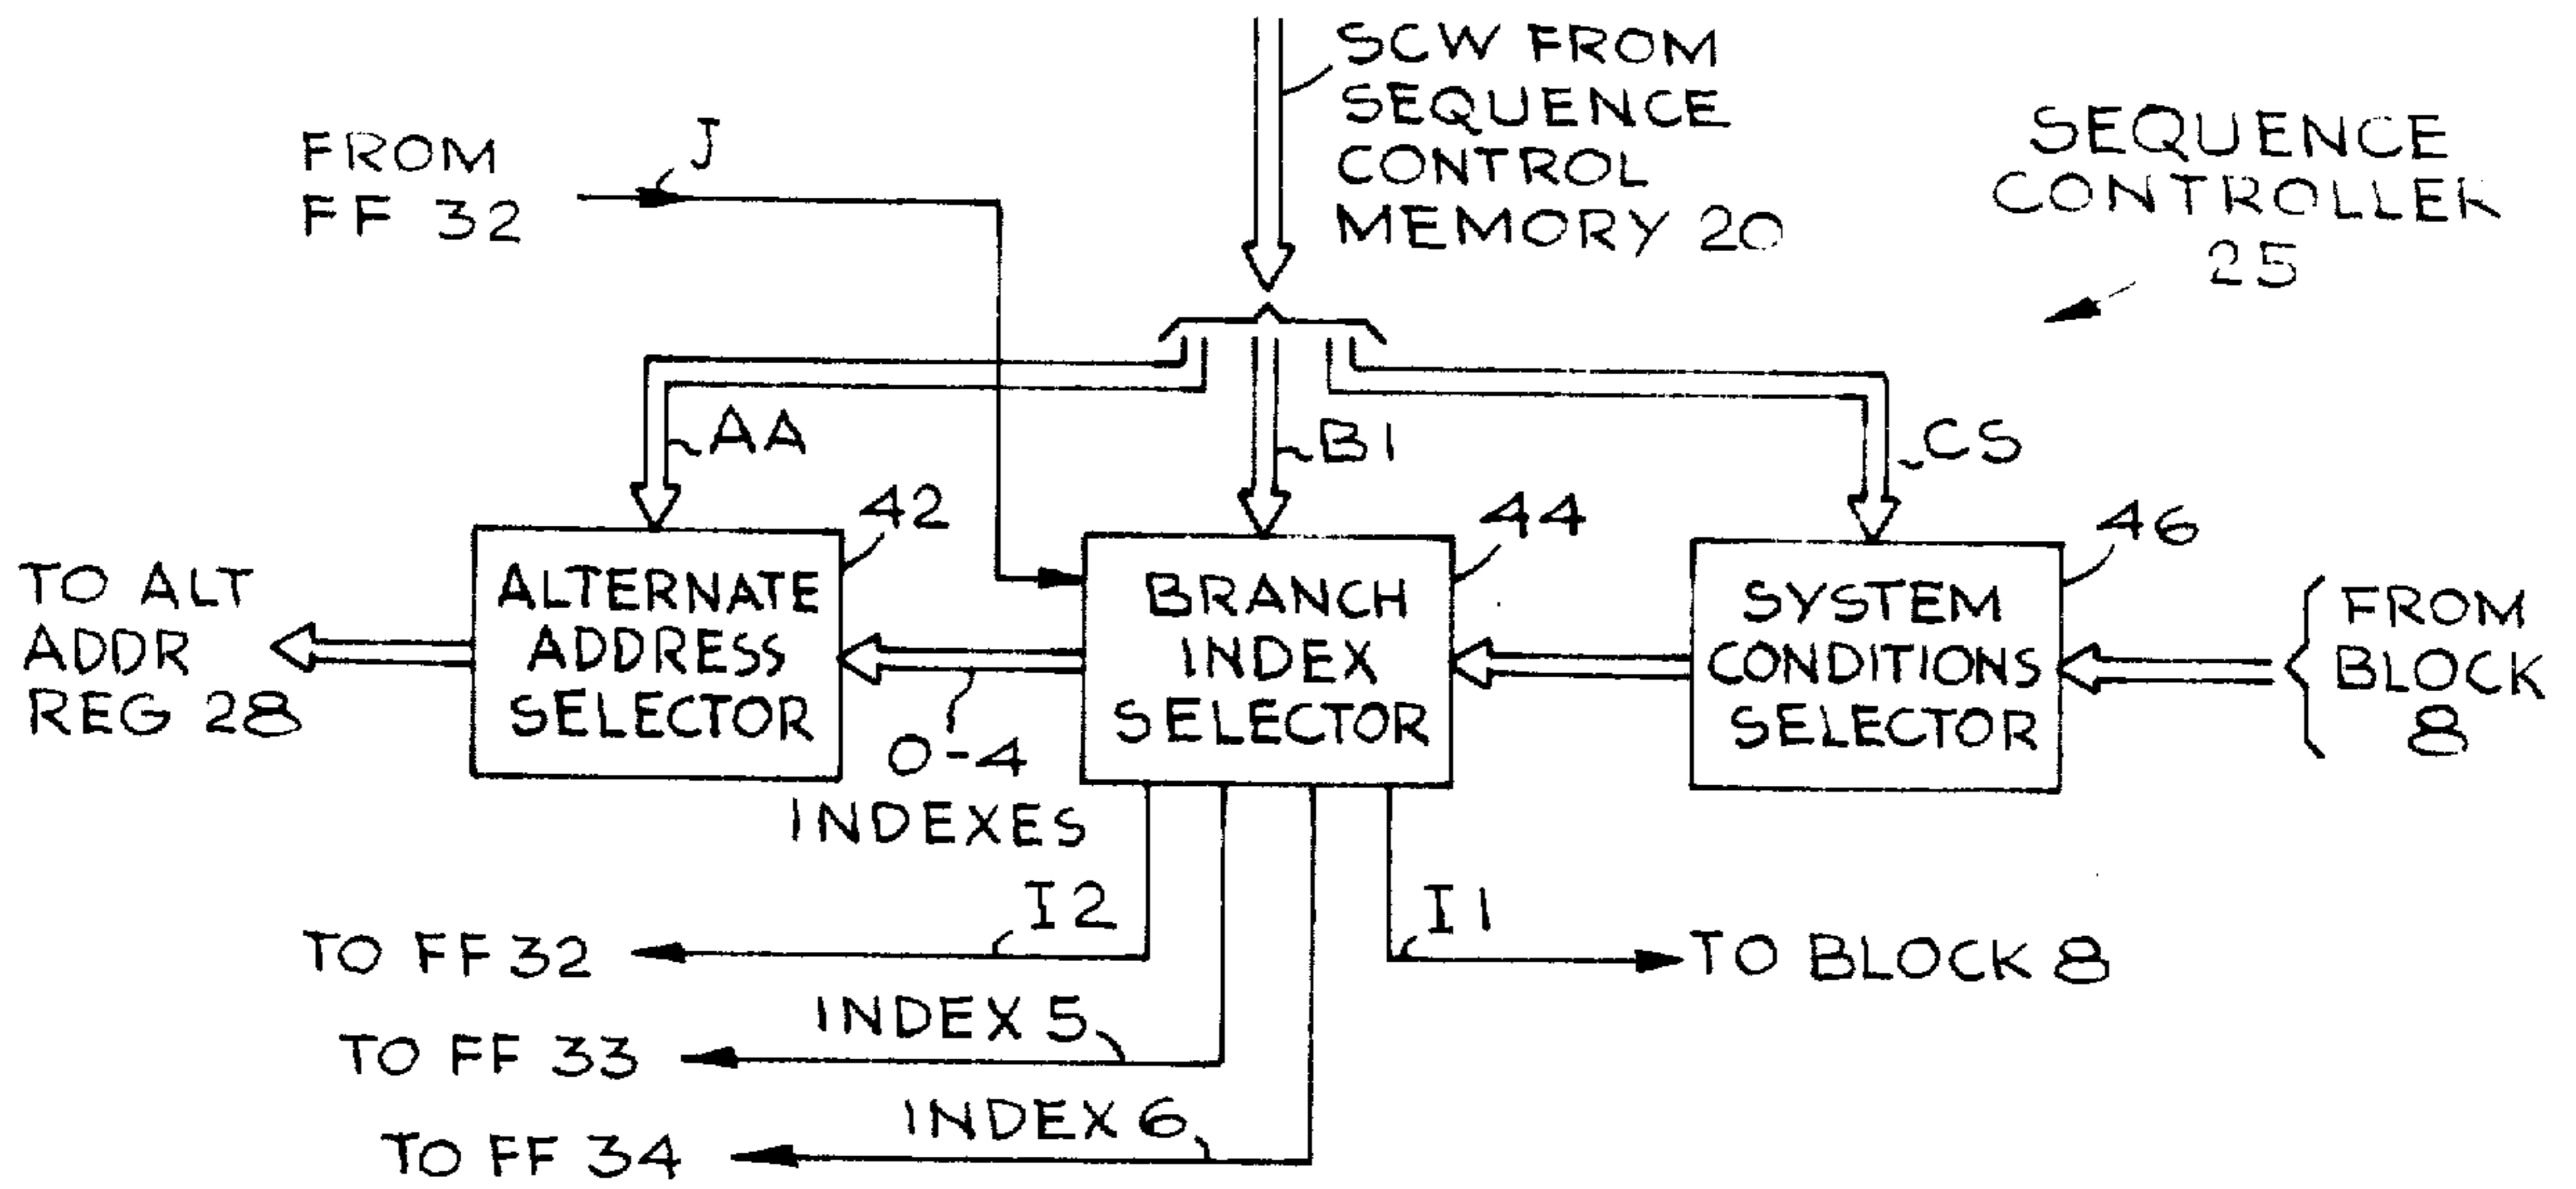 SCW FROM
SEQUENCE
CONTROL
MEMORY 20
FROM
FF 32
J
SEQUENCE
CONTROLLER
25
AA
BI
CS
42
44
46
TO ALT
ADDR
REG 28
ALTERNATE
ADDRESS
SELECTOR
BRANCH
INDEX
SELECTOR
SYSTEM
CONDITIONS
SELECTOR
FROM
BLOCK
8
0-4
INDEXES
I2
I1
TO FF 32
TO BLOCK 8
INDEX 5
TO FF 33
INDEX 6
TO FF 34